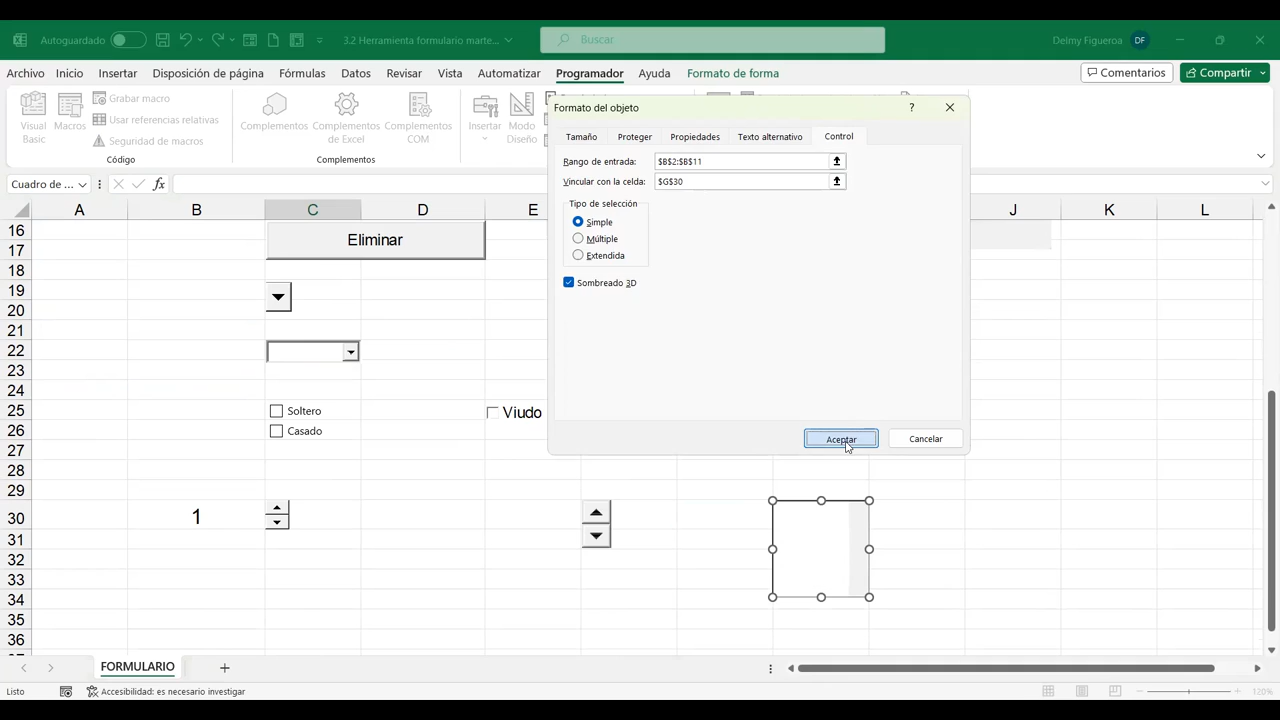 Autoguardado
3.2 Herramienta formulario marte...
Buscar
Delmy Figueroa
DF
Archivo Inicio Insertar Disposición de página Fórmulas Datos Revisar Vista Automatizar Programador Ayuda Formato de forma
Comentarios
Compartir
Visual Basic
Macros
Grabar macro
Usar referencias relativas
Seguridad de macros
Código
Complementos
Complementos de Excel
Complementos COM
Complementos
Insertar
Modo Diseño
Formato del objeto
?
Tamaño Proteger Propiedades Texto alternativo Control
Rango de entrada: $B$2:$B$11
Vincular con la celda: $G$30
Tipo de selección
Simple
Múltiple
Extendida
Sombreado 3D
Aceptar Cancelar
Cuadro de ...
fx
A B C D E J K L
16
17
Eliminar
18
19
20
21
22
23
24
25
Soltero
Viudo
26
Casado
27
28
29
30
1
31
32
33
34
35
36
FORMULARIO
Listo
Accesibilidad: es necesario investigar
120%